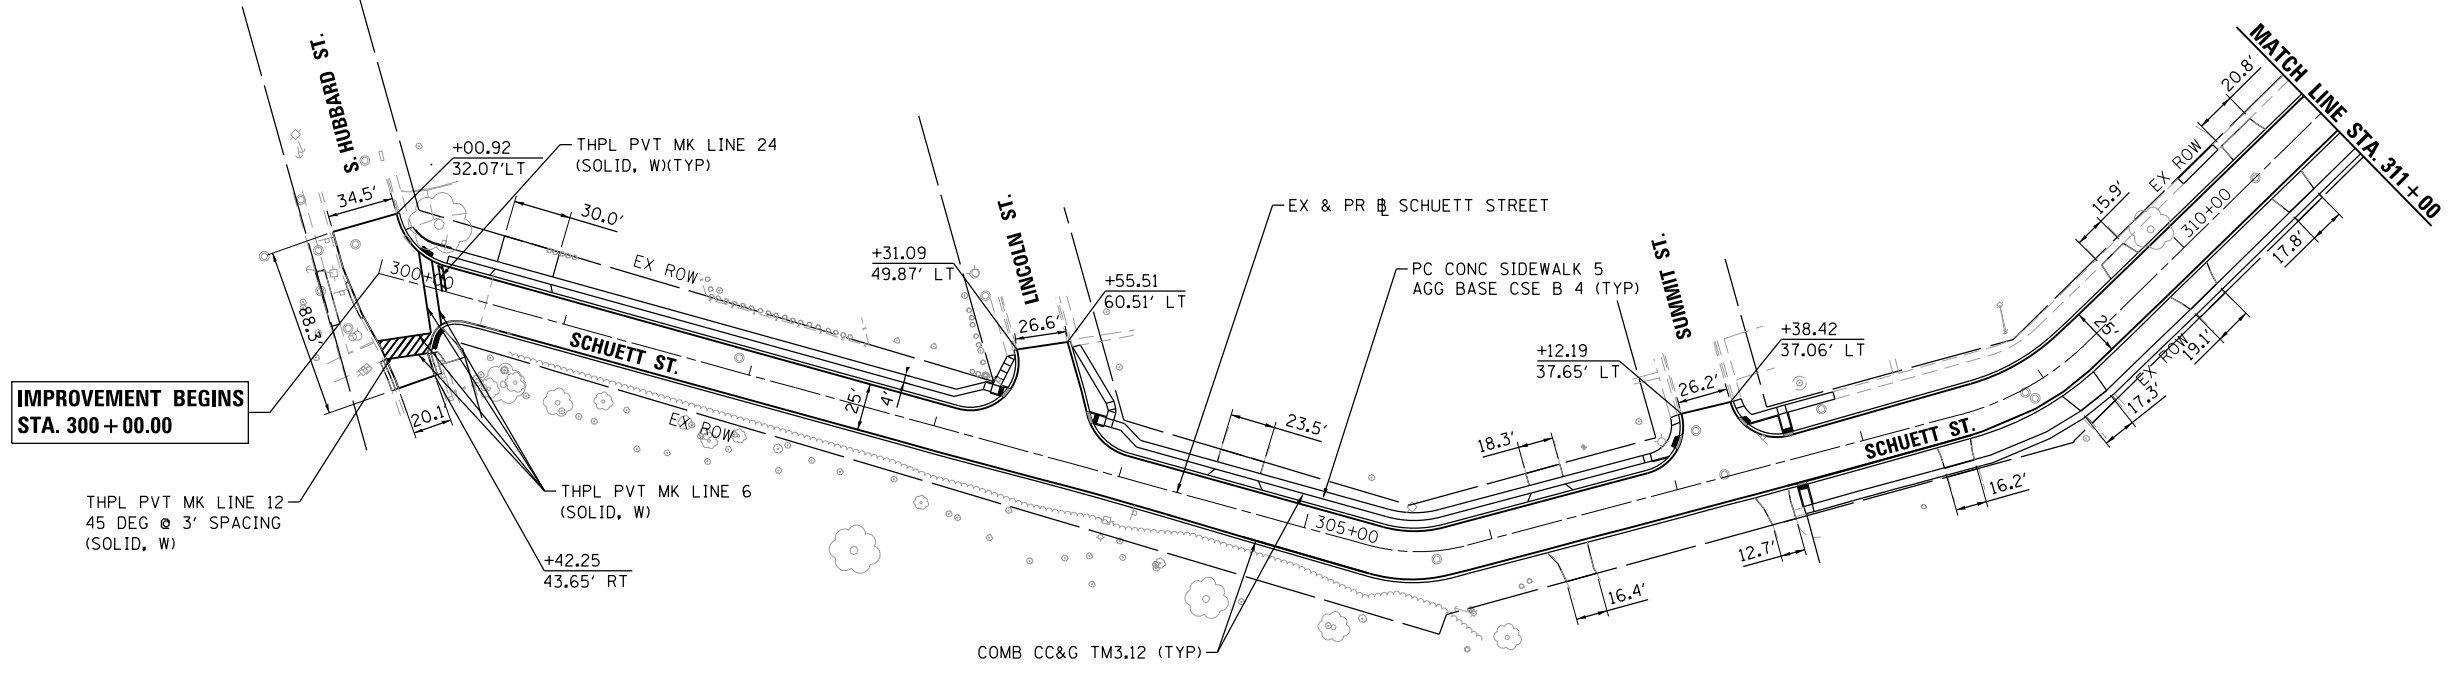 S. HUBBARD ST.
34.5'
+00.92
32.07'LT
THPL PVT MK LINE 24
(SOLID, W)(TYP)
30.0'
EX ROW
300+00
88.3'
SCHUETT ST.
EX ROW
25'
4'
IMPROVEMENT BEGINS
STA. 300+00.00
20.1'
THPL PVT MK LINE 12
45 DEG @ 3' SPACING
(SOLID, W)
THPL PVT MK LINE 6
(SOLID, W)
+42.25
43.65' RT
+31.09
49.87' LT
LINCOLN ST.
26.6'
+55.51
60.51' LT
EX & PR BL SCHUETT STREET
23.5'
PC CONC SIDEWALK 5
AGG BASE CSE B 4 (TYP)
18.3'
305+00
COMB CC&G TM3.12 (TYP)
SUMMIT ST.
+12.19
37.65' LT
26.2'
+38.42
37.06' LT
16.4'
12.7'
SCHUETT ST.
16.2'
17.3'
EX ROW
19.1'
25'
17.8'
15.9'
EX ROW
20.8'
310+00
MATCH LINE STA. 311+00